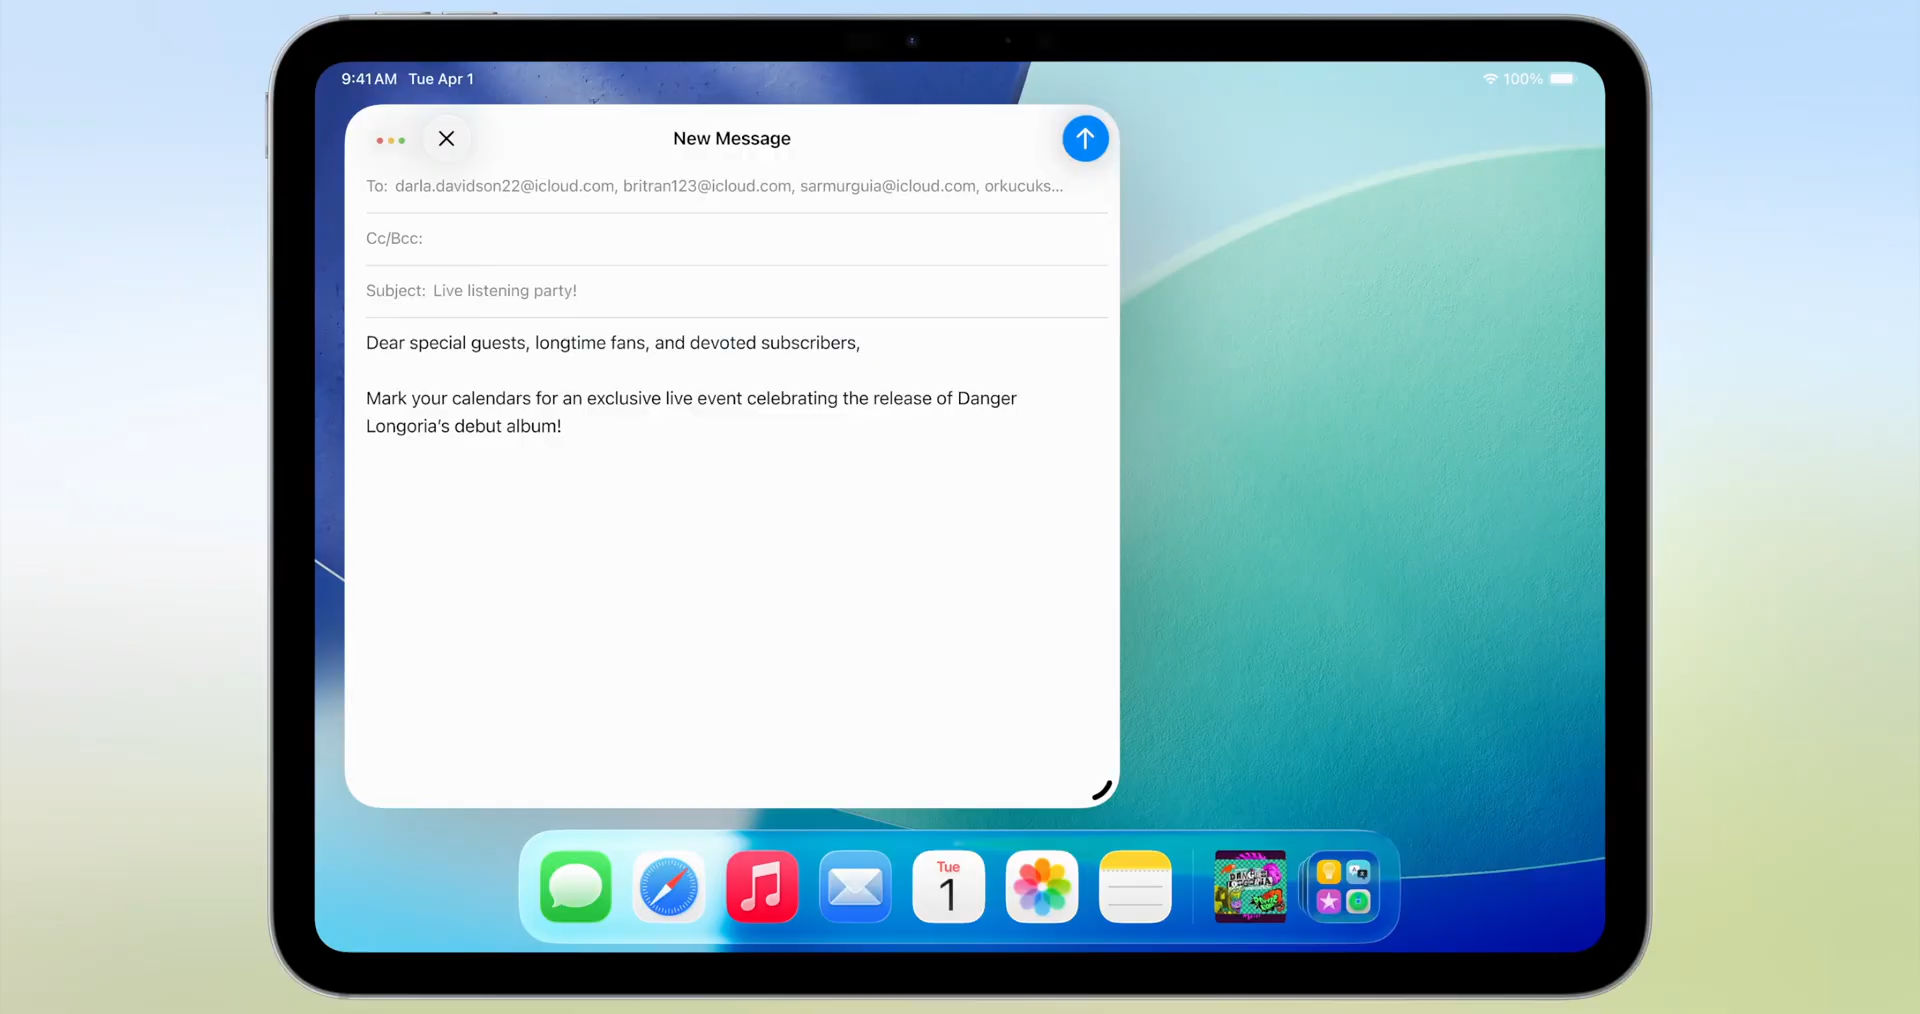 9:41 AM Tue Apr 1
100%
New Message
To: darla.davidson22@icloud.com, britran123@icloud.com, sarmurguia@icloud.com, orkucuks...
Cc/Bcc:
Subject: Live listening party!
Dear special guests, longtime fans, and devoted subscribers,
Mark your calendars for an exclusive live event celebrating the release of Danger
Longoria’s debut album!
Tue
1